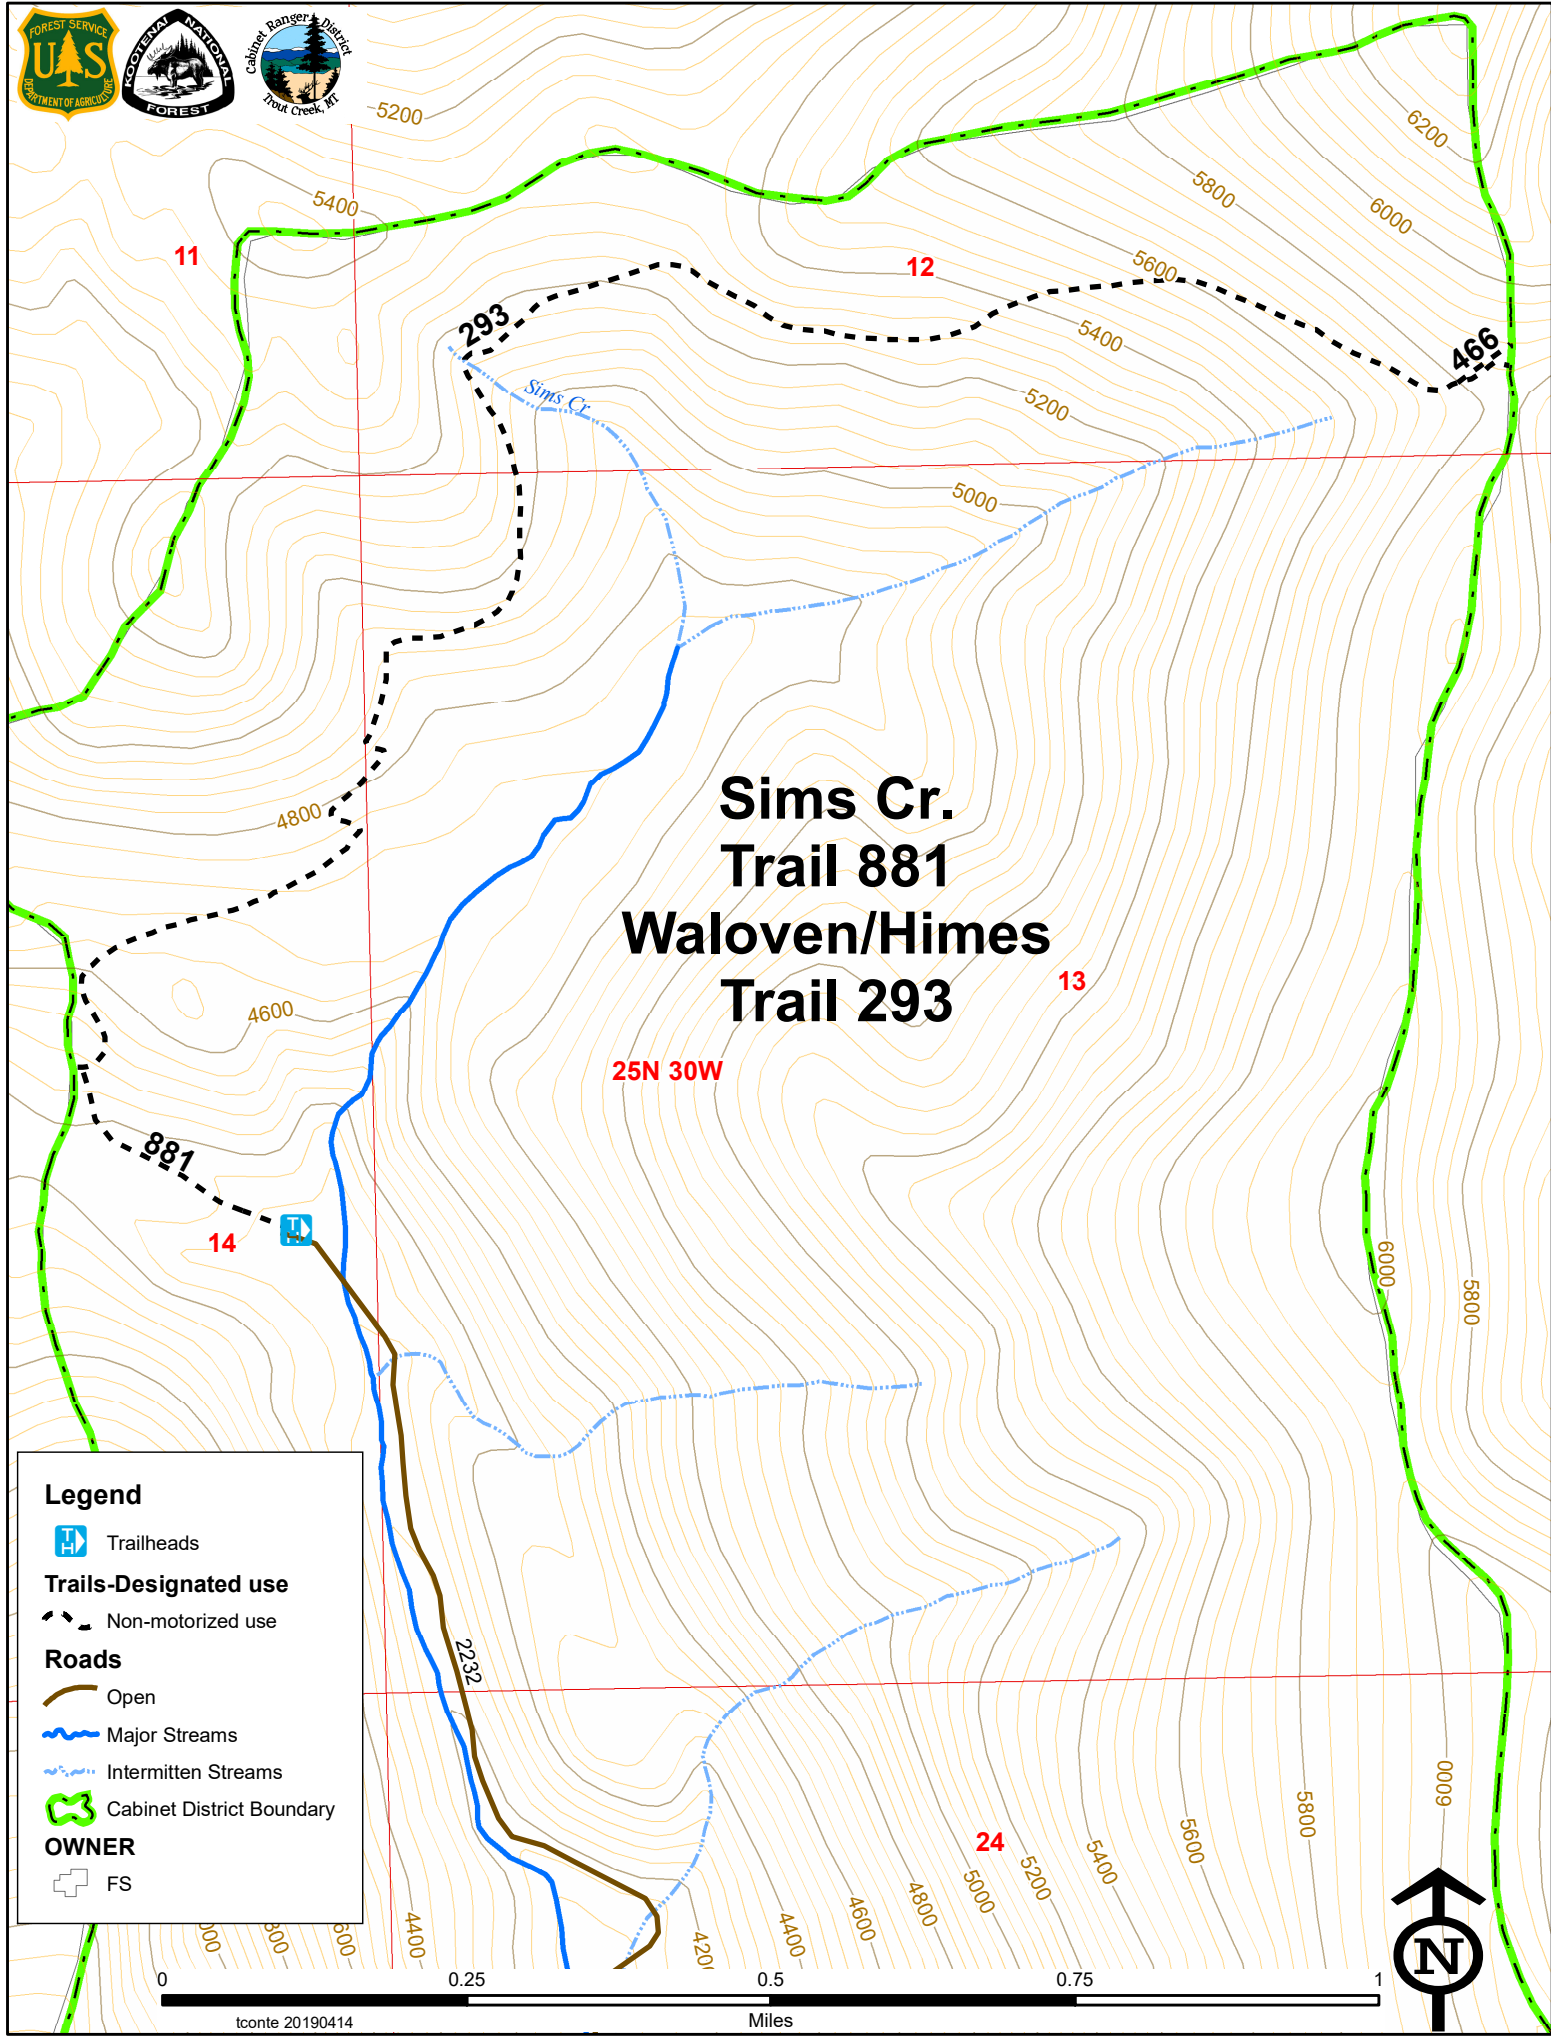 FOREST SERVICE
US
DEPARTMENT OF AGRICULTURE
KOOTENAI NATIONAL
FOREST
Cabinet Ranger District
Trout Creek, MT
5200
6200
5400
5800
6000
11
12
5600
293
5400
466
Sims Cr
5200
5000
Sims Cr.
Trail 881
Waloven/Himes
Trail 293
4800
13
4600
25N 30W
881
14
6000
5800
Legend
TH
Trailheads
Trails-Designated use
Non-motorized use
Roads
Open
Major Streams
Intermitten Streams
Cabinet District Boundary
OWNER
FS
2232
6000
5800
5600
24
5400
5200
5000
4800
4600
4400
4200
4400
N
0
0.25
0.5
0.75
1
Miles
tconte 20190414